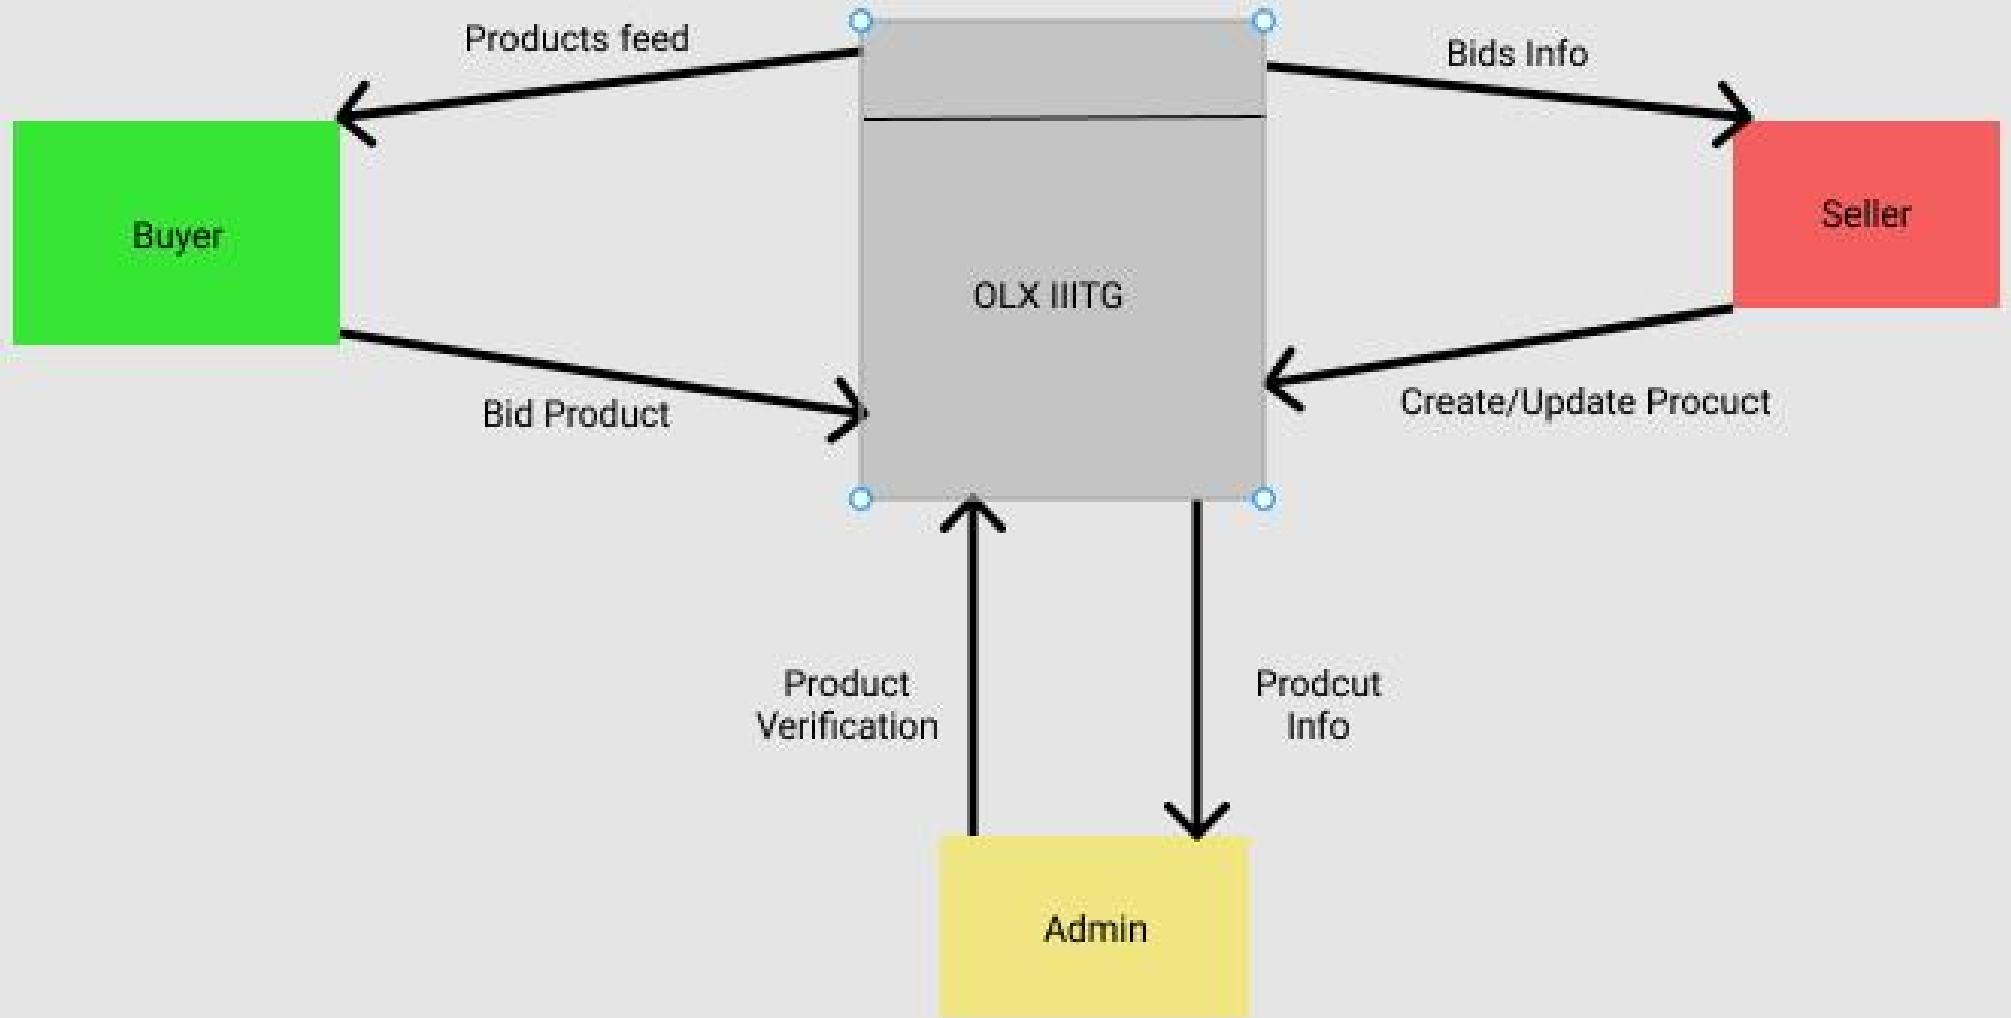 Products feed
Bids Info
Buyer
Seller
OLX IIITG
Bid Product
Create/Update Procuct
Product
Verification
Prodcut
Info
Admin